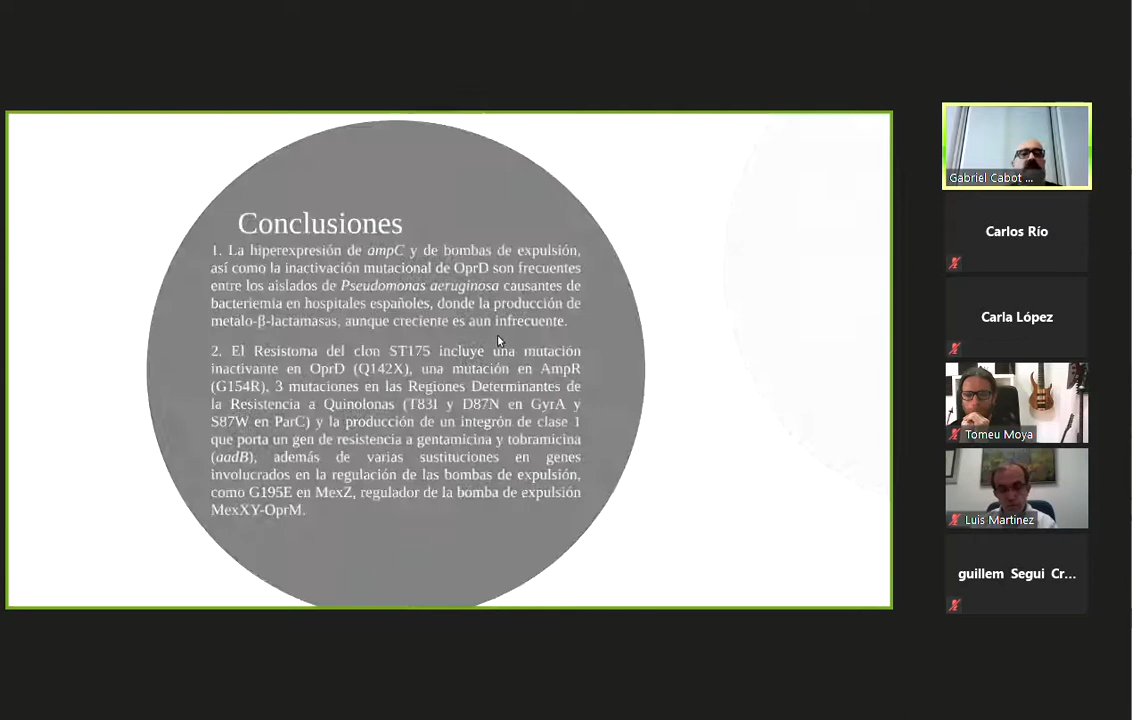 Conclusiones
1. La hiperexpresión de ampC y de bombas de expulsión,
así como la inactivación mutacional de OprD son frecuentes
entre los aislados de Pseudomonas aeruginosa causantes de
bacteriemia en hospitales españoles, donde la producción de
metalo-β-lactamasas, aunque creciente es aun infrecuente.
2. El Resistoma del clon ST175 incluye una mutación
inactivante en OprD (Q142X), una mutación en AmpR
(G154R), 3 mutaciones en las Regiones Determinantes de
la Resistencia a Quinolonas (T83I y D87N en GyrA y
S87W en ParC) y la producción de un integrón de clase 1
que porta un gen de resistencia a gentamicina y tobramicina
(aadB), además de varias sustituciones en genes
involucrados en la regulación de las bombas de expulsión,
como G195E en MexZ, regulador de la bomba de expulsión
MexXY-OprM.
Gabriel Cabot ...
Carlos Río
Carla López
Tomeu Moya
Luis Martínez
guillem Segui Cr...